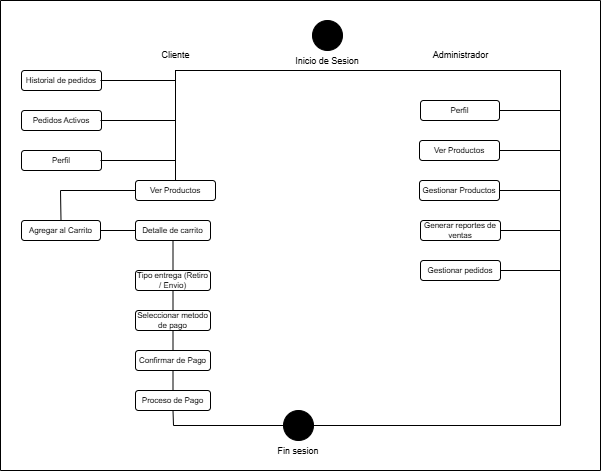 Cliente
Administrador
Inicio de Sesion
Historial de pedidos
Pedidos Activos
Perfil
Ver Productos
Agregar al Carrito
Detalle de carrito
Tipo entrega (Retiro
/ Envio)
Seleccionar metodo
de pago
Confirmar de Pago
Proceso de Pago
Perfil
Ver Productos
Gestionar Productos
Generar reportes de
ventas
Gestionar pedidos
Fin sesion